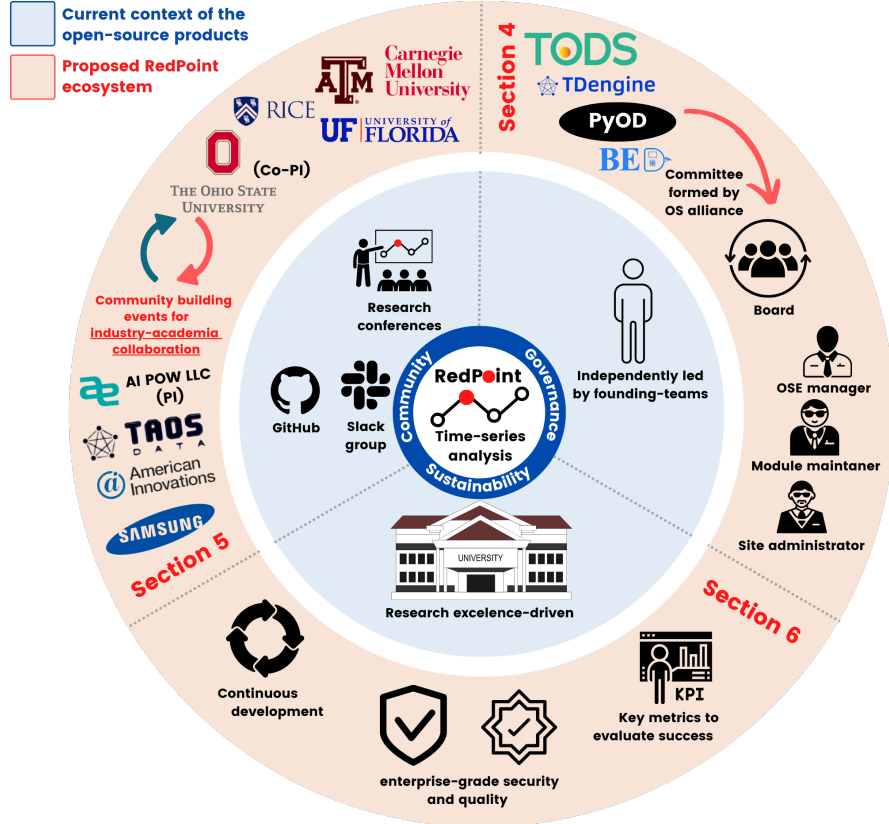 Current context of the
open-source products
Proposed RedPoint
ecosystem
Section 4
TODS
TDengine
PyOD
BED
Committee
formed by
OS alliance
Board
OSE manager
Module maintaner
Site administrator
Carnegie
Mellon
University
ATM
RICE
UF UNIVERSITY of
FLORIDA
(Co-PI)
THE OHIO STATE
UNIVERSITY
Community building
events for
industry-academia
collaboration
AI POW LLC
(PI)
TAOS
DATA
@ American
Innovations
SAMSUNG
Section 5
Research
conferences
GitHub
Slack
group
Independently led
by founding-teams
Community
Governance
Sustainability
RedPoint
Time-series
analysis
UNIVERSITY
Research excelence-driven
Section 6
Continuous
development
enterprise-grade security
and quality
KPI
Key metrics to
evaluate success